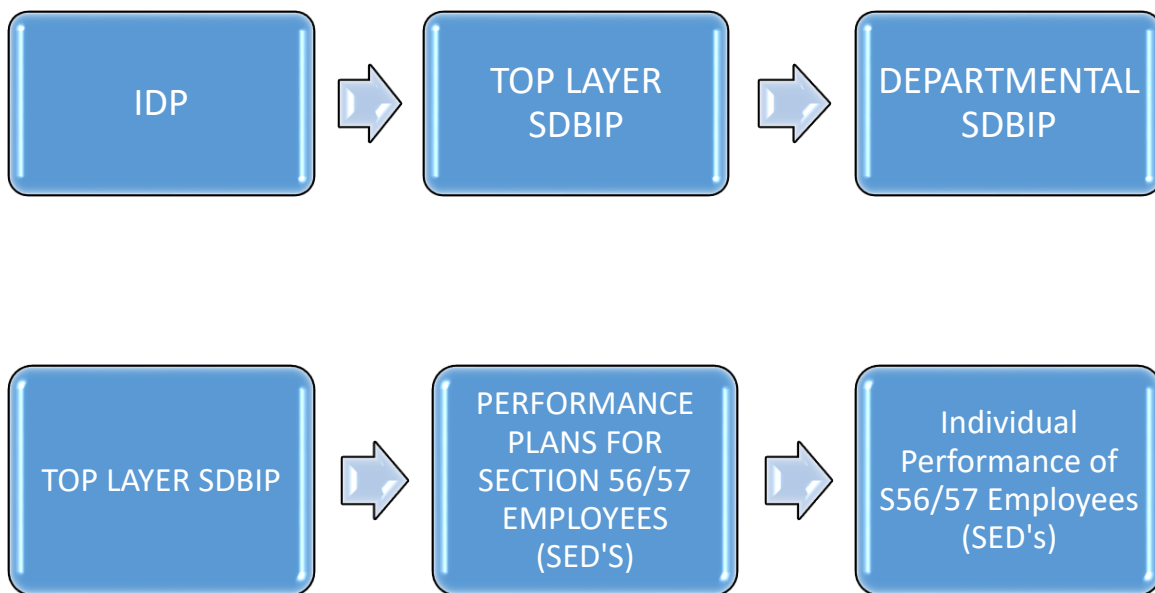 IDP
TOP LAYER
SDBIP
DEPARTMENTAL
SDBIP
TOP LAYER SDBIP
PERFORMANCE
PLANS FOR
SECTION 56/57
EMPLOYEES
(SED'S)
Individual
Performance of
S56/57 Employees
(SED's)